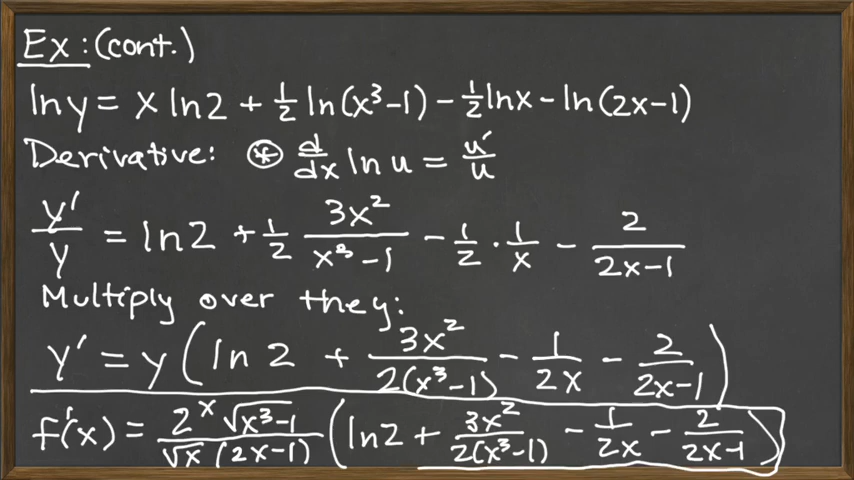 Ex: (cont.)
ln y = x ln 2 + 1/2 ln(x³-1) - 1/2 ln x - ln(2x-1)
Derivative: ⊛ d/dx ln u = u'/u
y'/y = ln 2 + 1/2 3x²/(x³-1) - 1/2 · 1/x - 2/(2x-1)
Multiply over the y:
y' = y(ln 2 + 3x²/(2(x³-1)) - 1/(2x) - 2/(2x-1))
f'(x) = 2ˣ√(x³-1)/(√x(2x-1)) (ln 2 + 3x²/(2(x³-1)) - 1/(2x) - 2/(2x-1))